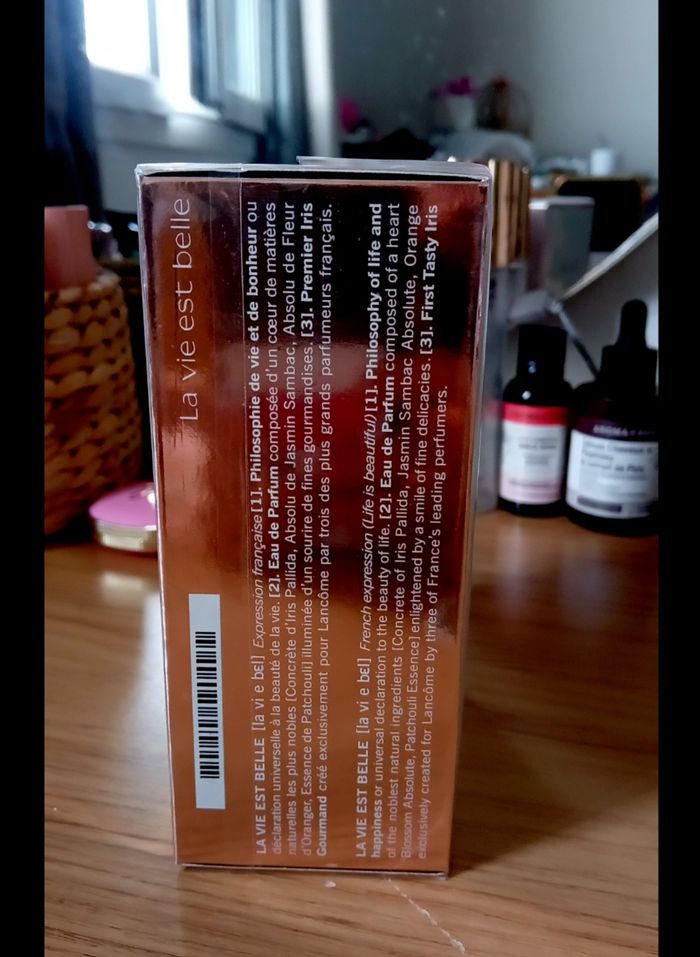 La vie est belle
LA VIE EST BELLE [la vi e bɛl] Expression française [1]. Philosophie de vie et de bonheur ou
déclaration universelle à la beauté de la vie. [2]. Eau de Parfum composée d'un cœur de matières
naturelles les plus nobles [Concrète d'Iris Pallida, Absolu de Jasmin Sambac, Absolu de Fleur
d'Oranger, Essence de Patchouli] illuminée d'un sourire de fines gourmandises. [3]. Premier Iris
Gourmand créé exclusivement pour Lancôme par trois des plus grands parfumeurs français.
LA VIE EST BELLE [la vi e bɛl] French expression (Life is beautiful) [1]. Philosophy of life and
happiness or universal declaration to the beauty of life. [2]. Eau de Parfum composed of a heart
of the noblest natural ingredients [Concrete of Iris Pallida, Jasmin Sambac Absolute, Orange
Blossom Absolute, Patchouli Essence] enlightened by a smile of fine delicacies. [3]. First Tasty Iris
exclusively created for Lancôme by three of France's leading perfumers.
AROMA